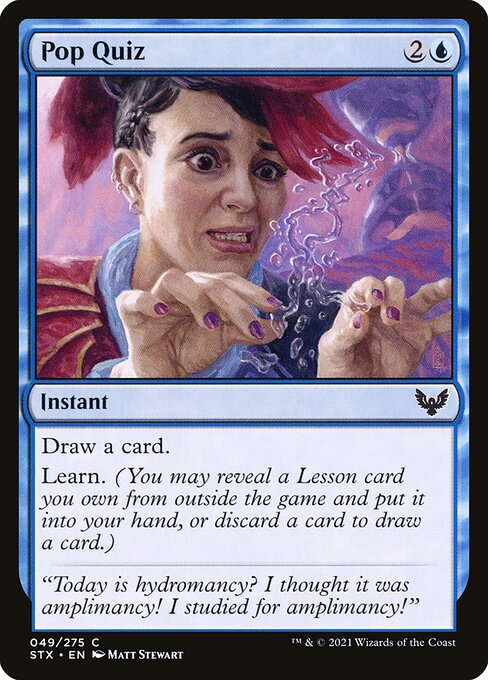 Pop Quiz 2
Instant
Draw a card.
Learn. (You may reveal a Lesson card
you own from outside the game and put it
into your hand, or discard a card to draw
a card.)
“Today is hydromancy? I thought it was
amplimancy! I studied for amplimancy!”
049/275 C
STX • EN Matt Stewart
™ & © 2021 Wizards of the Coast